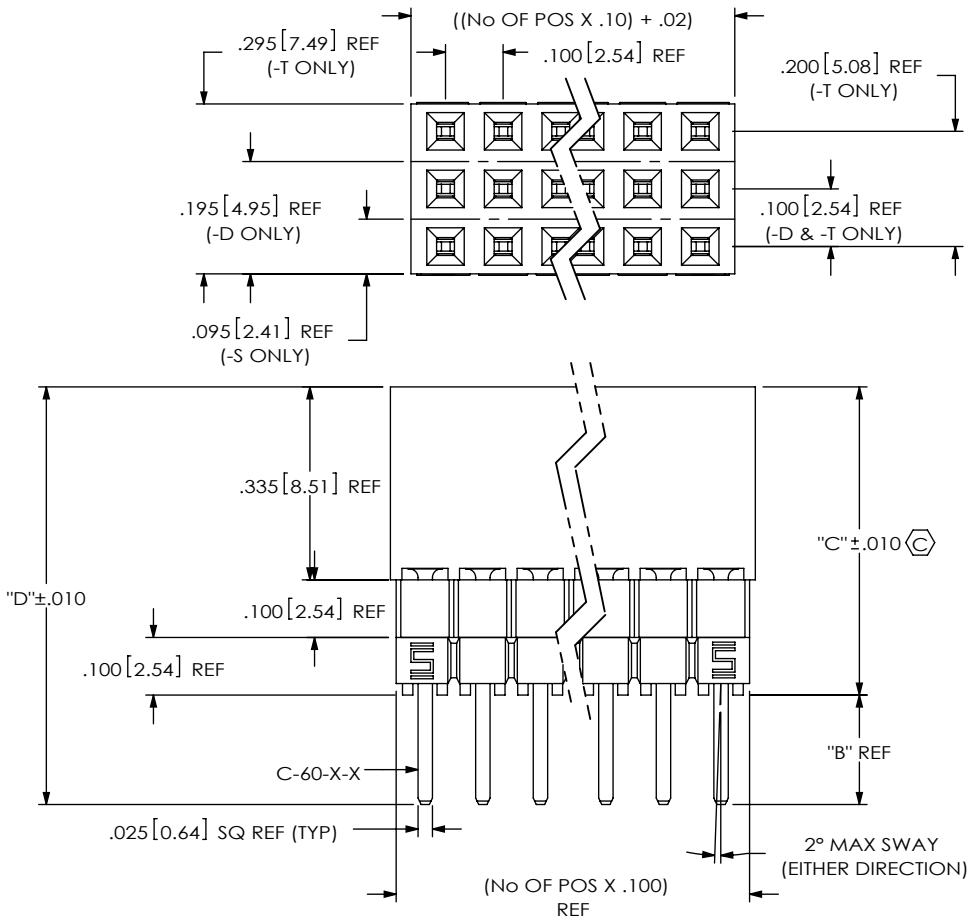 ((No OF POS X .10) + .02)
.295[7.49] REF
(-T ONLY)
.100[2.54] REF
.200[5.08] REF
(-T ONLY)
.195[4.95] REF
(-D ONLY)
.100[2.54] REF
(-D & -T ONLY)
.095[2.41] REF
(-S ONLY)
.335[8.51] REF
"C"±.010 C
"D"±.010
.100[2.54] REF
.100[2.54] REF
"B" REF
C-60-X-X
.025[0.64] SQ REF (TYP)
2° MAX SWAY
(EITHER DIRECTION)
(No OF POS X .100)
REF